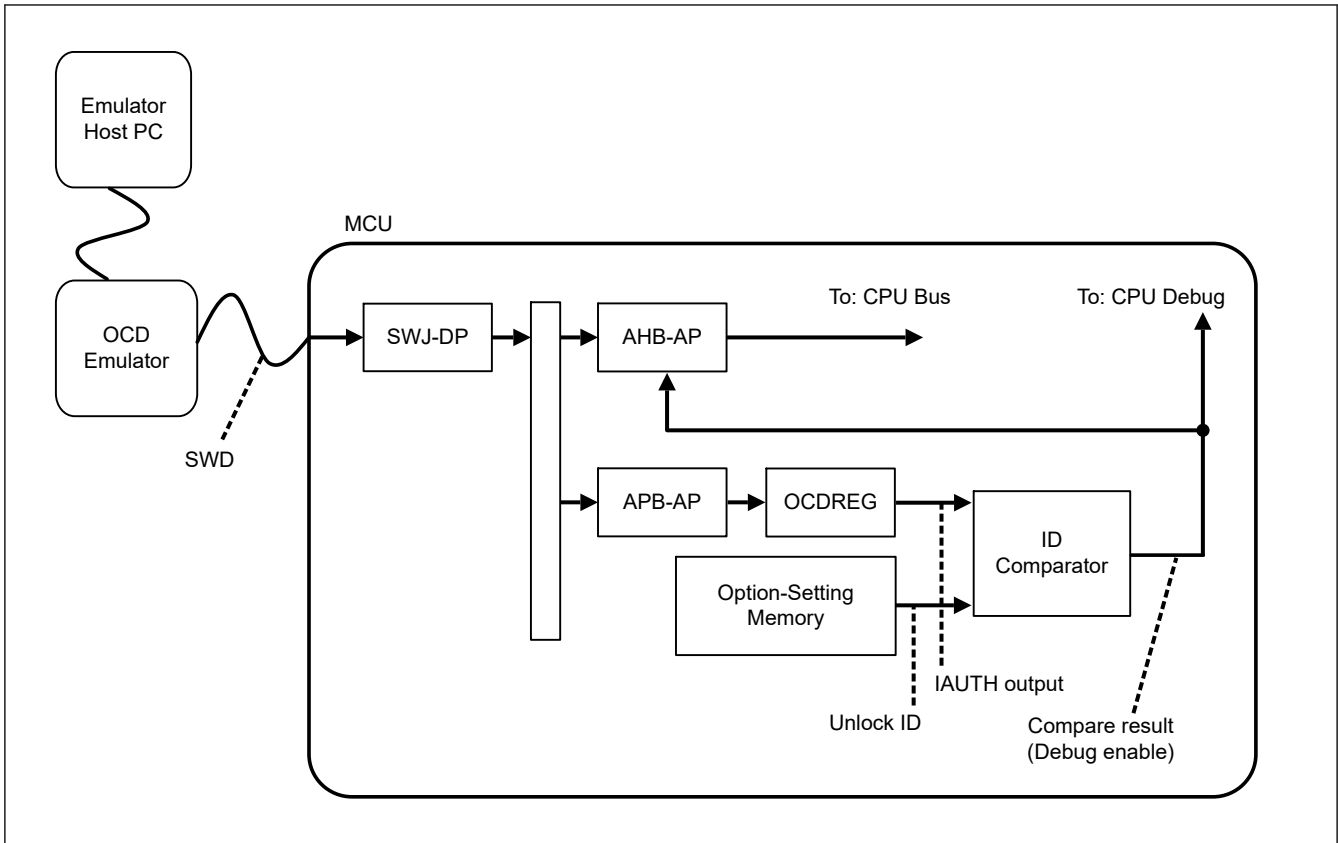 Emulator
Host PC
MCU
To: CPU Bus
To: CPU Debug
OCD
Emulator
SWJ-DP
AHB-AP
SWD
APB-AP
OCDREG
ID
Comparator
Option-Setting
Memory
IAUTH output
Unlock ID
Compare result
(Debug enable)